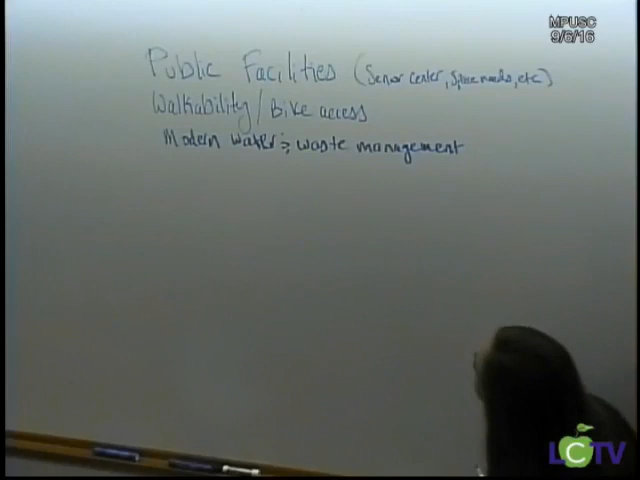 MPUSC
9/6/16
Public Facilities (Senior Center, Space needs, etc)
Walkability / Bike access
Modern water & waste management
LCTV